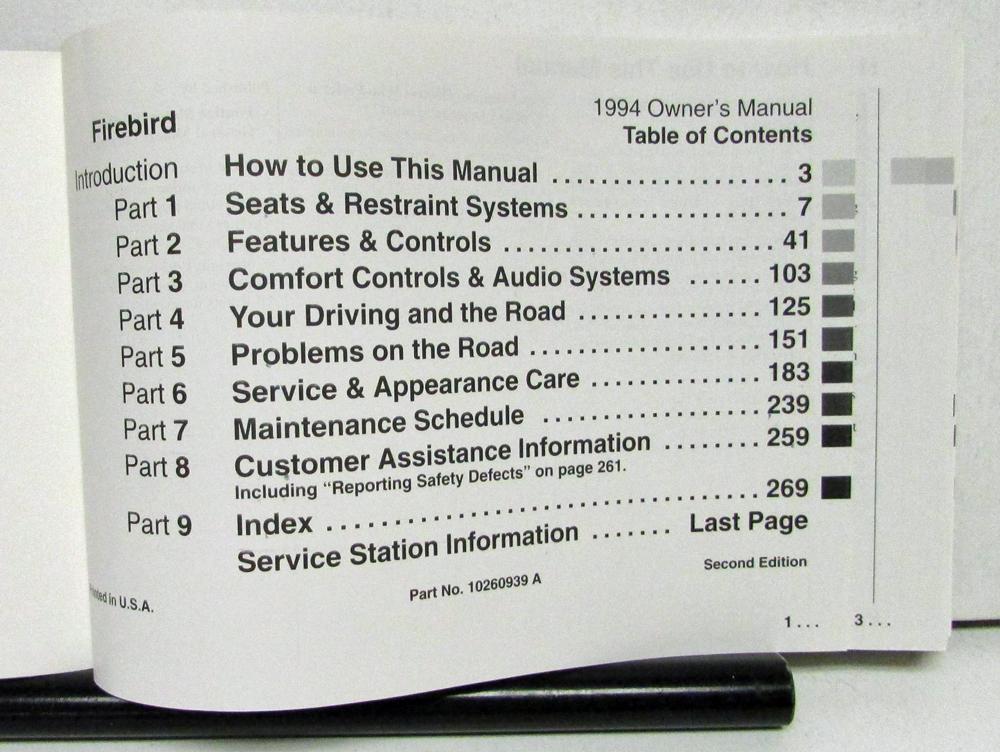 Firebird
1994 Owner's Manual
Table of Contents
Introduction How to Use This Manual .................... 3
Part 1 Seats & Restraint Systems .................. 7
Part 2 Features & Controls ....................... 41
Part 3 Comfort Controls & Audio Systems ...... 103
Part 4 Your Driving and the Road ............... 125
Part 5 Problems on the Road ................... 151
Part 6 Service & Appearance Care .............. 183
Part 7 Maintenance Schedule .................. 239
Part 8 Customer Assistance Information ........ 259
Including "Reporting Safety Defects" on page 261.
Part 9 Index .................................... 269
Service Station Information ....... Last Page
Second Edition
Part No. 10260939 A
in U.S.A.
1... 3...